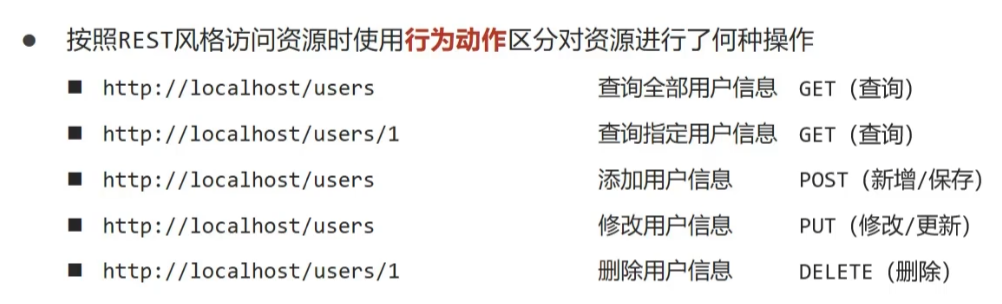 ● 按照REST风格访问资源时使用行为动作区分对资源进行了何种操作
■ http://localhost/users 查询全部用户信息 GET（查询）
■ http://localhost/users/1 查询指定用户信息 GET（查询）
■ http://localhost/users 添加用户信息 POST（新增/保存）
■ http://localhost/users 修改用户信息 PUT（修改/更新）
■ http://localhost/users/1 删除用户信息 DELETE（删除）